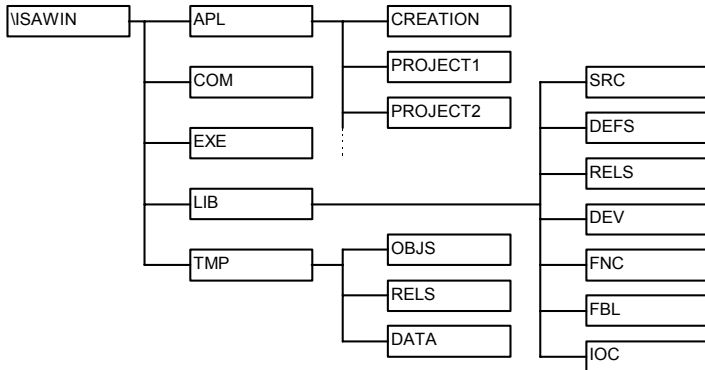 \ISAWIN
APL
CREATION
PROJECT1
PROJECT2
COM
EXE
LIB
SRC
DEFS
RELS
DEV
FNC
FBL
IOC
TMP
OBJS
RELS
DATA